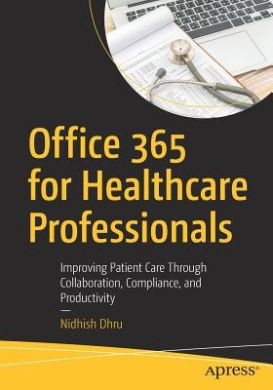 Office 365
for Healthcare
Professionals
Improving Patient Care Through
Collaboration, Compliance, and
Productivity
—
Nidhish Dhru
Apress®